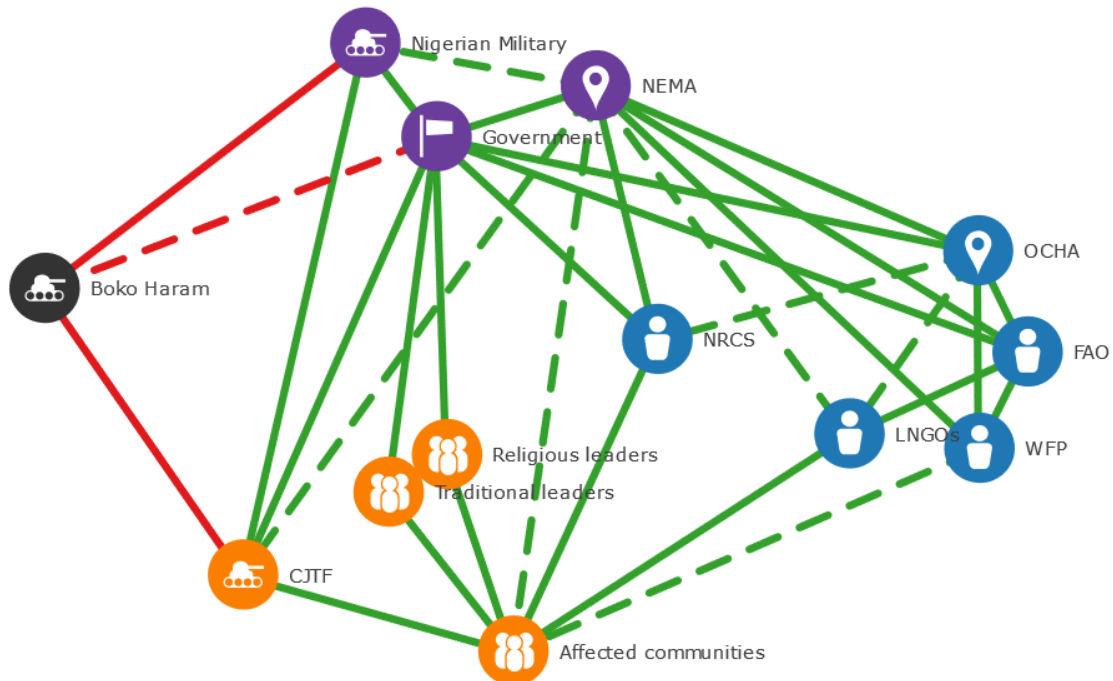 Nigerian Military
NEMA
Government
OCHA
Boko Haram
NRCS
FAO
LNGOs
WFP
Religious leaders
Traditional leaders
CJTF
Affected communities